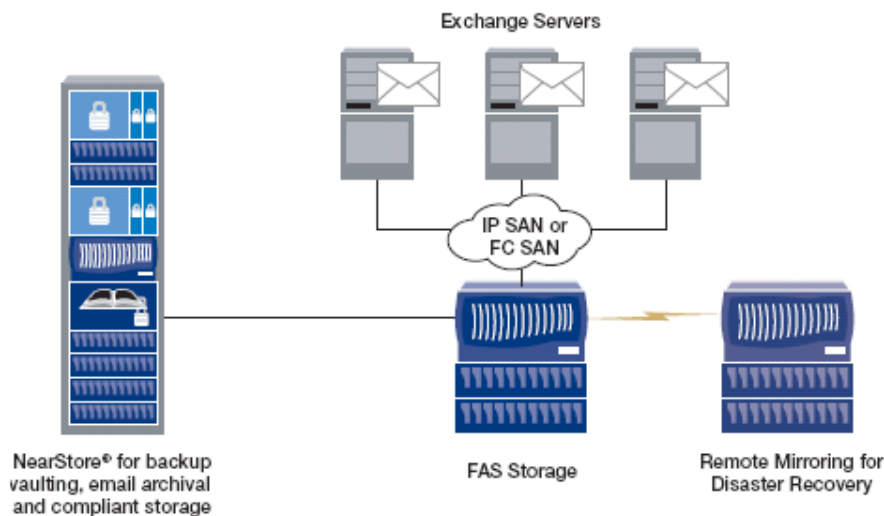 Exchange Servers
IP SAN or
FC SAN
NearStore® for backup
vaulting, email archival
and compliant storage
FAS Storage
Remote Mirroring for
Disaster Recovery